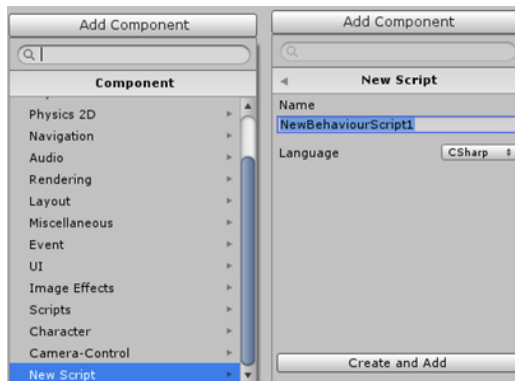 Add Component
Component
Physics 2D
Navigation
Audio
Rendering
Layout
Miscellaneous
Event
UI
Image Effects
Scripts
Character
Camera-Control
New Script
Add Component
New Script
Name
NewBehaviourScript1
Language
CSharp
Create and Add